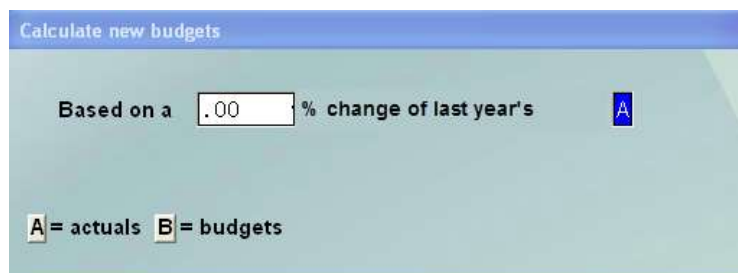 Calculate new budgets
Based on a .00 % change of last year's A
A = actuals B = budgets